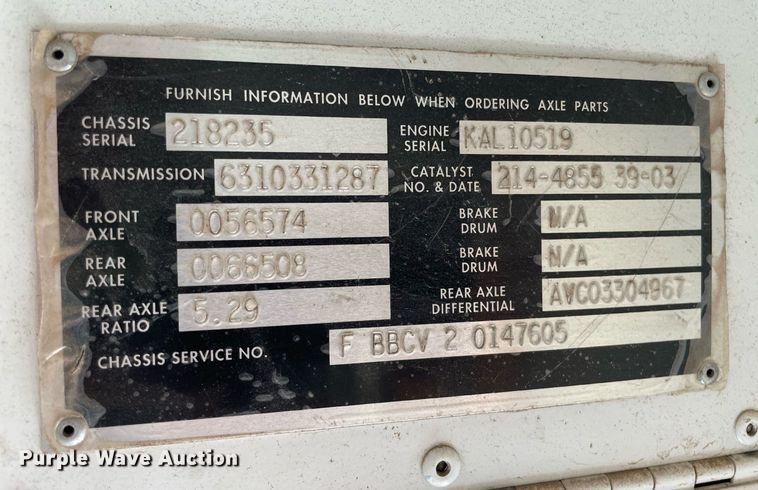 FURNISH INFORMATION BELOW WHEN ORDERING AXLE PARTS
CHASSIS SERIAL 218235
ENGINE SERIAL KAL10519
TRANSMISSION 6310331287
CATALYST NO. & DATE 214-4855 39-03
FRONT AXLE 0056574
BRAKE DRUM N/A
REAR AXLE 0066508
BRAKE DRUM N/A
REAR AXLE RATIO 5.29
REAR AXLE DIFFERENTIAL AVC03304967
CHASSIS SERVICE NO. F BBCV 2 0147605
Purple Wave Auction